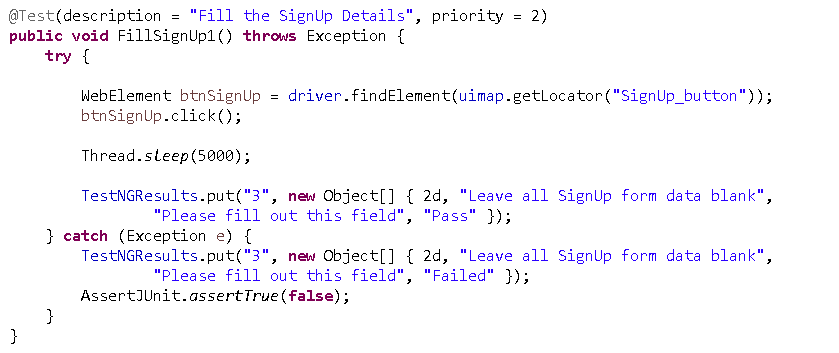 @Test(description = "Fill the SignUp Details", priority = 2)
public void FillSignUp1() throws Exception {
    try {
        WebElement btnSignUp = driver.findElement(uimap.getLocator("SignUp_button"));
        btnSignUp.click();
        Thread.sleep(5000);
        TestNGResults.put("3", new Object[] { 2d, "Leave all SignUp form data blank",
                "Please fill out this field", "Pass" });
    } catch (Exception e) {
        TestNGResults.put("3", new Object[] { 2d, "Leave all SignUp form data blank",
                "Please fill out this field", "Failed" });
        AssertJUnit.assertTrue(false);
    }
}